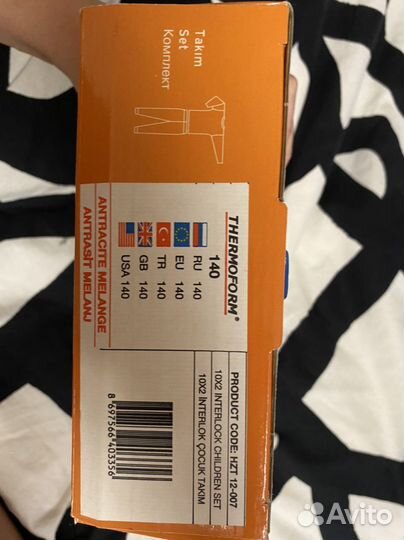 Takım
Set
Комплект
THERMOFORM®
140
RU 140
EU 140
TR 140
GB 140
USA 140
ANTRACITE MELANGE
ANTRASİT MELANJ
PRODUCT CODE: HZT 12-007
10X2 INTERLOCK CHILDREN SET
10X2 İNTERLOK ÇOCUK TAKIM
8 697566 403356
Avito